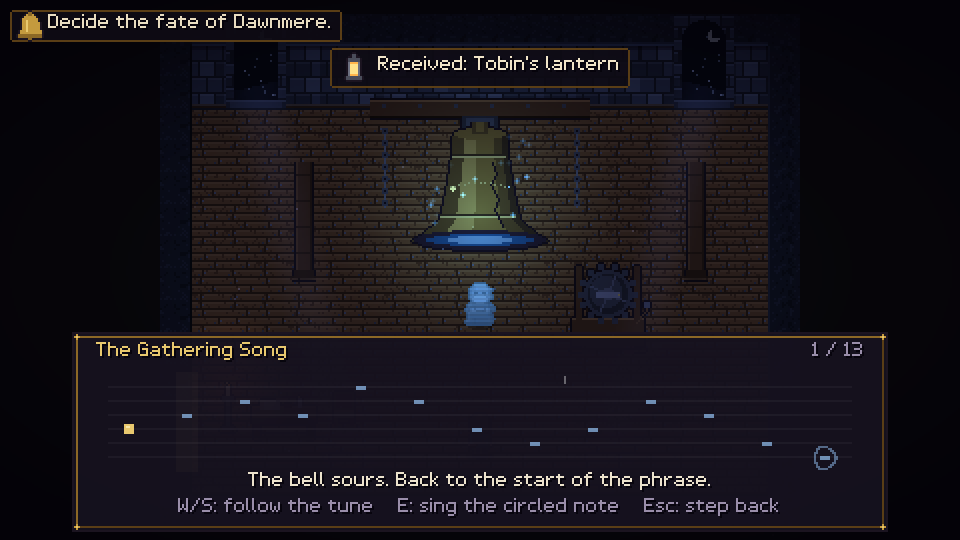 Decide the fate of Dawnmere.
Received: Tobin's lantern
The Gathering Song
1 / 13
The bell sours. Back to the start of the phrase.
W/S: follow the tune E: sing the circled note Esc: step back